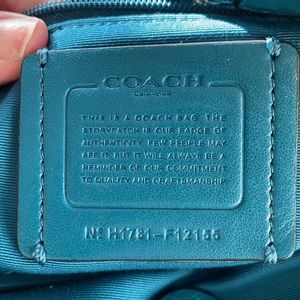 COACH
NEW YORK
THIS IS A COACH BAG. THE
STORYPATCH IS OUR BADGE OF
AUTHENTICITY. FEW PEOPLE MAY
SEE IT, BUT IT WILL ALWAYS BE A
REMINDER OF OUR COMMITMENT
TO QUALITY AND CRAFTSMANSHIP.
Nº H1781-F12155